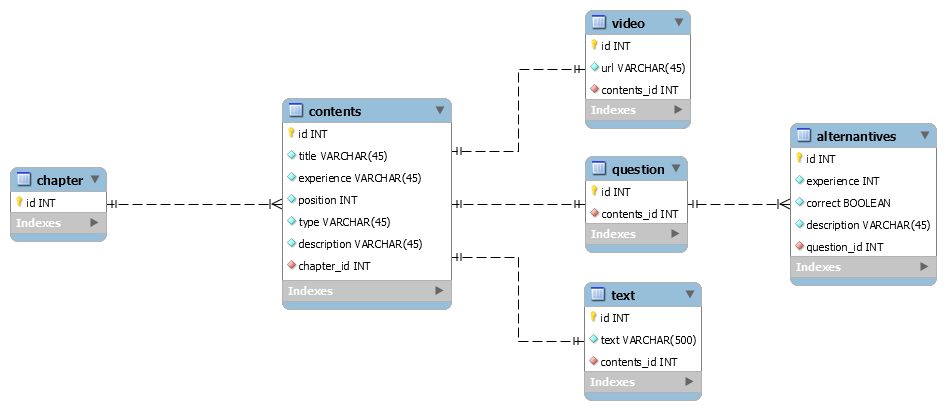 chapter
id INT
Indexes
contents
id INT
title VARCHAR(45)
experience VARCHAR(45)
position INT
type VARCHAR(45)
description VARCHAR(45)
chapter_id INT
Indexes
video
id INT
url VARCHAR(45)
contents_id INT
Indexes
question
id INT
contents_id INT
Indexes
text
id INT
text VARCHAR(500)
contents_id INT
Indexes
alternantives
id INT
experience INT
correct BOOLEAN
description VARCHAR(45)
question_id INT
Indexes